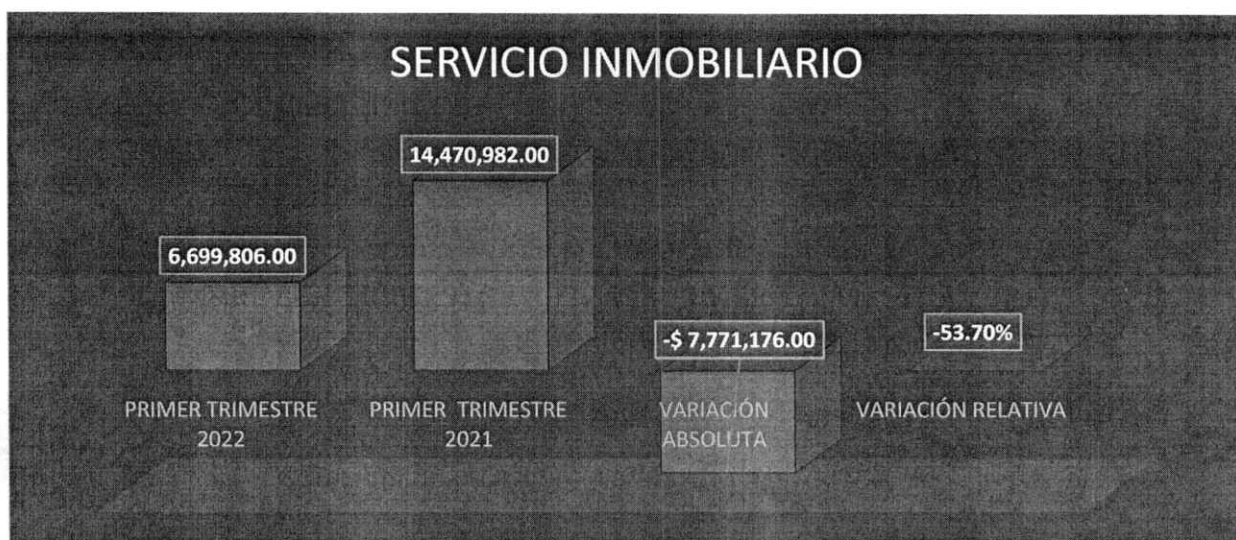 SERVICIO INMOBILIARIO
14,470,982.00
6,699,806.00
-$ 7,771,176.00
-53.70%
PRIMER TRIMESTRE
2022
PRIMER TRIMESTRE
2021
VARIACIÓN
ABSOLUTA
VARIACIÓN RELATIVA